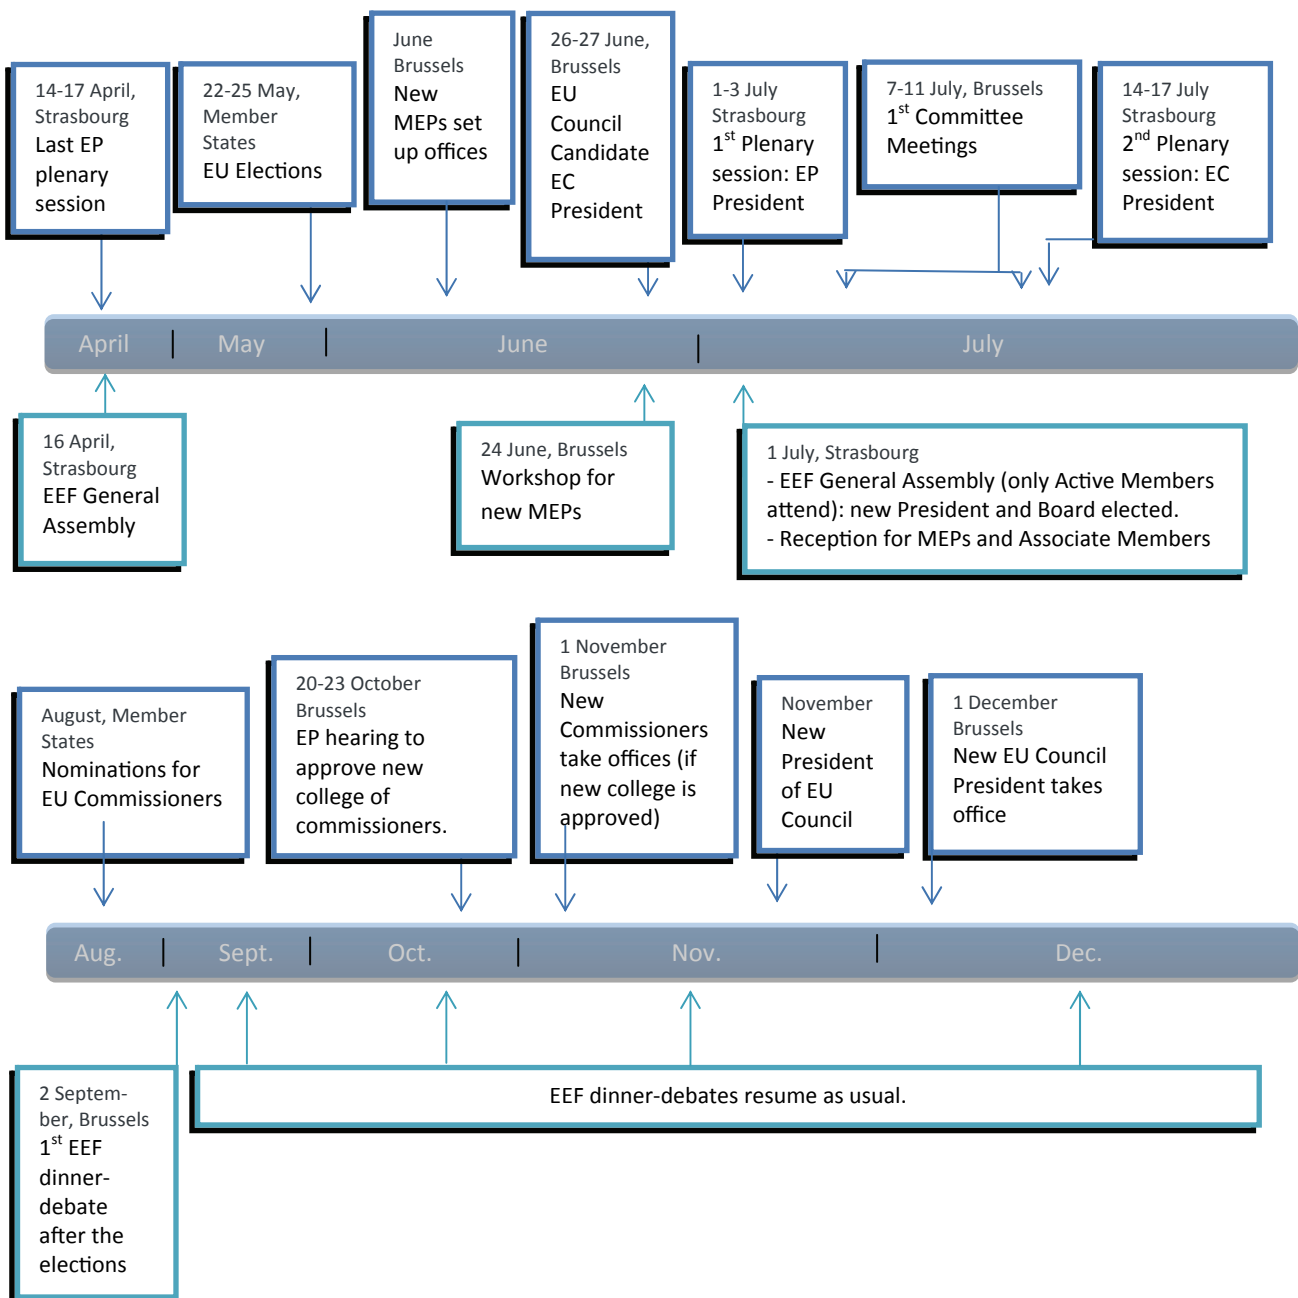 14-17 April,
Strasbourg
Last EP
plenary
session
22-25 May,
Member
States
EU Elections
June
Brussels
New
MEPs set
up offices
26-27 June,
Brussels
EU
Council
Candidate
EC
President
1-3 July
Strasbourg
1st Plenary
session: EP
President
7-11 July, Brussels
1st Committee
Meetings
14-17 July
Strasbourg
2nd Plenary
session: EC
President
April | May | June | July
16 April,
Strasbourg
EEF General
Assembly
24 June, Brussels
Workshop for
new MEPs
1 July, Strasbourg
- EEF General Assembly (only Active Members
attend): new President and Board elected.
- Reception for MEPs and Associate Members
August, Member
States
Nominations for
EU Commissioners
20-23 October
Brussels
EP hearing to
approve new
college of
commissioners.
1 November
Brussels
New
Commissioners
take offices (if
new college is
approved)
November
New
President
of EU
Council
1 December
Brussels
New EU Council
President takes
office
Aug. | Sept. | Oct. | Nov. | Dec.
2 Septem-
ber, Brussels
1st EEF
dinner-
debate
after the
elections
EEF dinner-debates resume as usual.